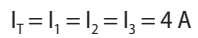 I_T = I_1 = I_2 = I_3 = 4 A